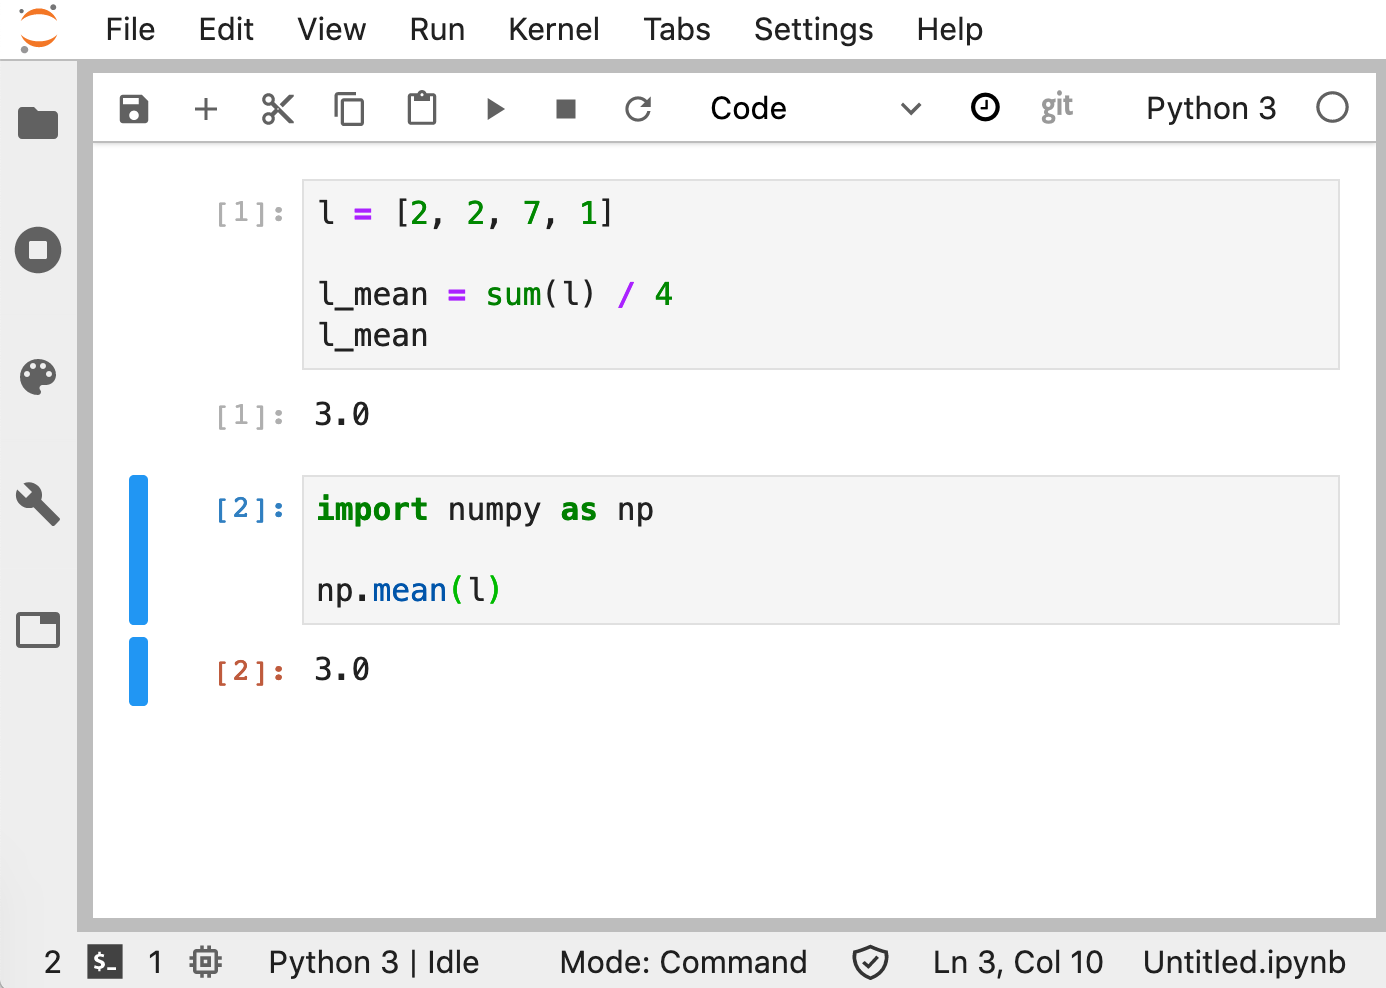 File Edit View Run Kernel Tabs Settings Help
Code git Python 3
[1]: l = [2, 2, 7, 1]
l_mean = sum(l) / 4
l_mean
[1]: 3.0
[2]: import numpy as np
np.mean(l)
[2]: 3.0
2 $_ 1 Python 3 | Idle Mode: Command Ln 3, Col 10 Untitled.ipynb